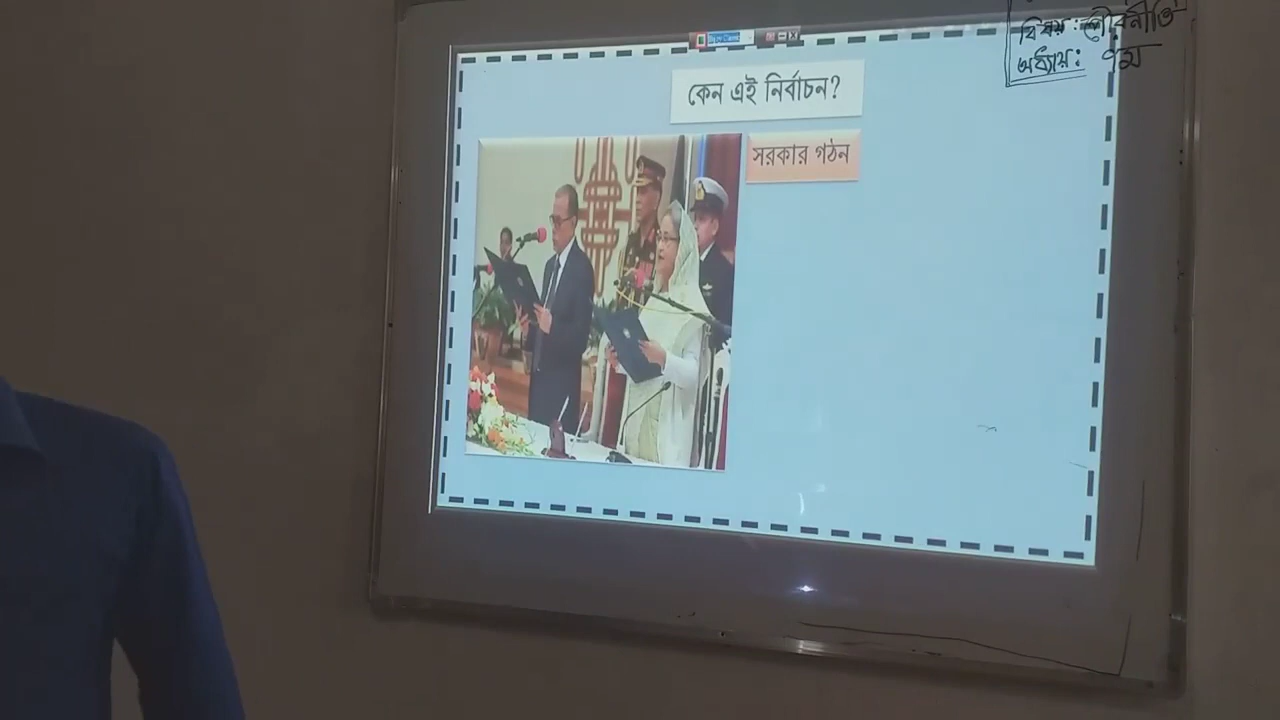 বিষয়: পৌরনীতি
অধ্যায়: ৭ম
কেন এই নির্বাচন?
সরকার গঠন